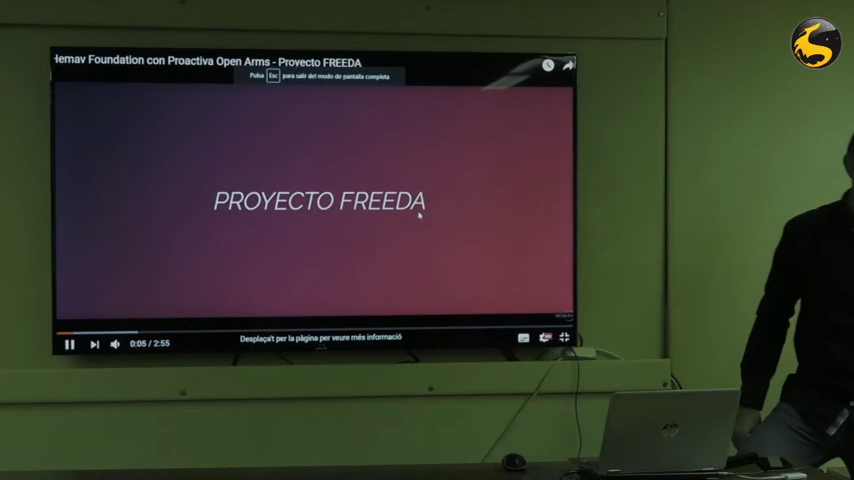 Hemav Foundation con Proactiva Open Arms - Proyecto FREEDA
Pulsa Esc para salir del modo de pantalla completa
PROYECTO FREEDA
0:05 / 2:55
Desplaça't per la pàgina per veure més informació
hp